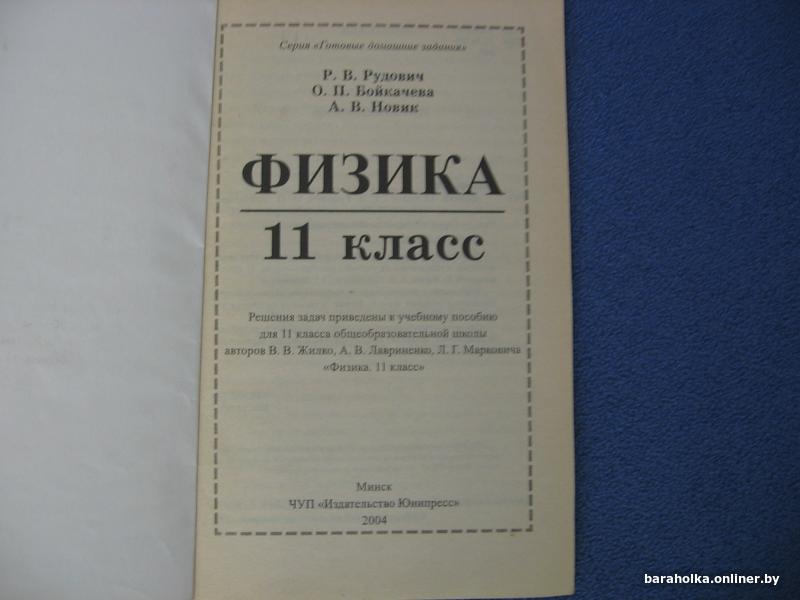 Серия «Готовые домашние задания»
Р. В. Рудович
О. П. Бойкачева
А. В. Новик
ФИЗИКА
11 класс
Решения задач приведены к учебному пособию
для 11 класса общеобразовательной школы
авторов В. В. Жилко, А. В. Лавриненко, Л. Г. Марковича
«Физика. 11 класс»
Минск
ЧУП «Издательство Юнипресс»
2004
baraholka.onliner.by